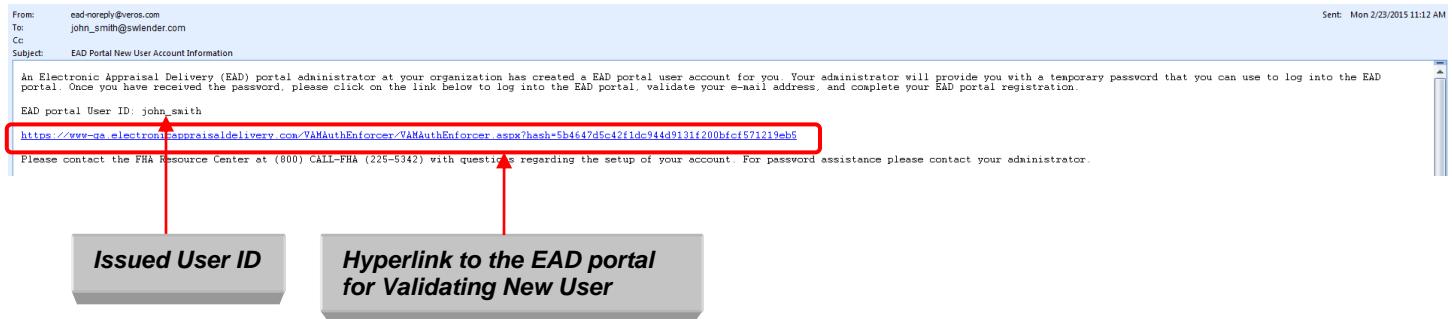 From: ead-noreply@veros.com Sent: Mon 2/23/2015 11:12 AM
To: john_smith@swlender.com
Cc:
Subject: EAD Portal New User Account Information
An Electronic Appraisal Delivery (EAD) portal administrator at your organization has created a EAD portal user account for you. Your administrator will provide you with a temporary password that you can use to log into the EAD
portal. Once you have received the password, please click on the link below to log into the EAD portal, validate your e-mail address, and complete your EAD portal registration.
EAD portal User ID: john_smith
https://www-qa.electronicappraisaldelivery.com/VAMAuthEnforcer/VAMAuthEnforcer.aspx?hash=5b4647d5c42f1dc944d9131f200bfcf571219eb5
Please contact the FHA Resource Center at (800) CALL-FHA (225-5342) with questions regarding the setup of your account. For password assistance please contact your administrator.
Issued User ID
Hyperlink to the EAD portal
for Validating New User